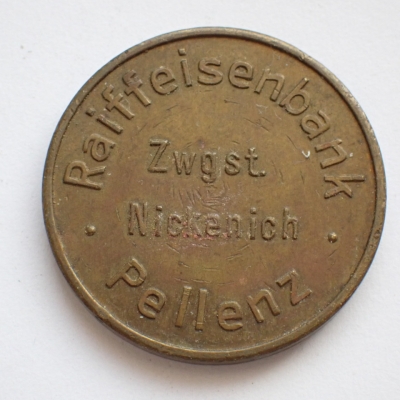 Raiffeisenbank
Zwgst.
Nickenich
· Pellenz ·